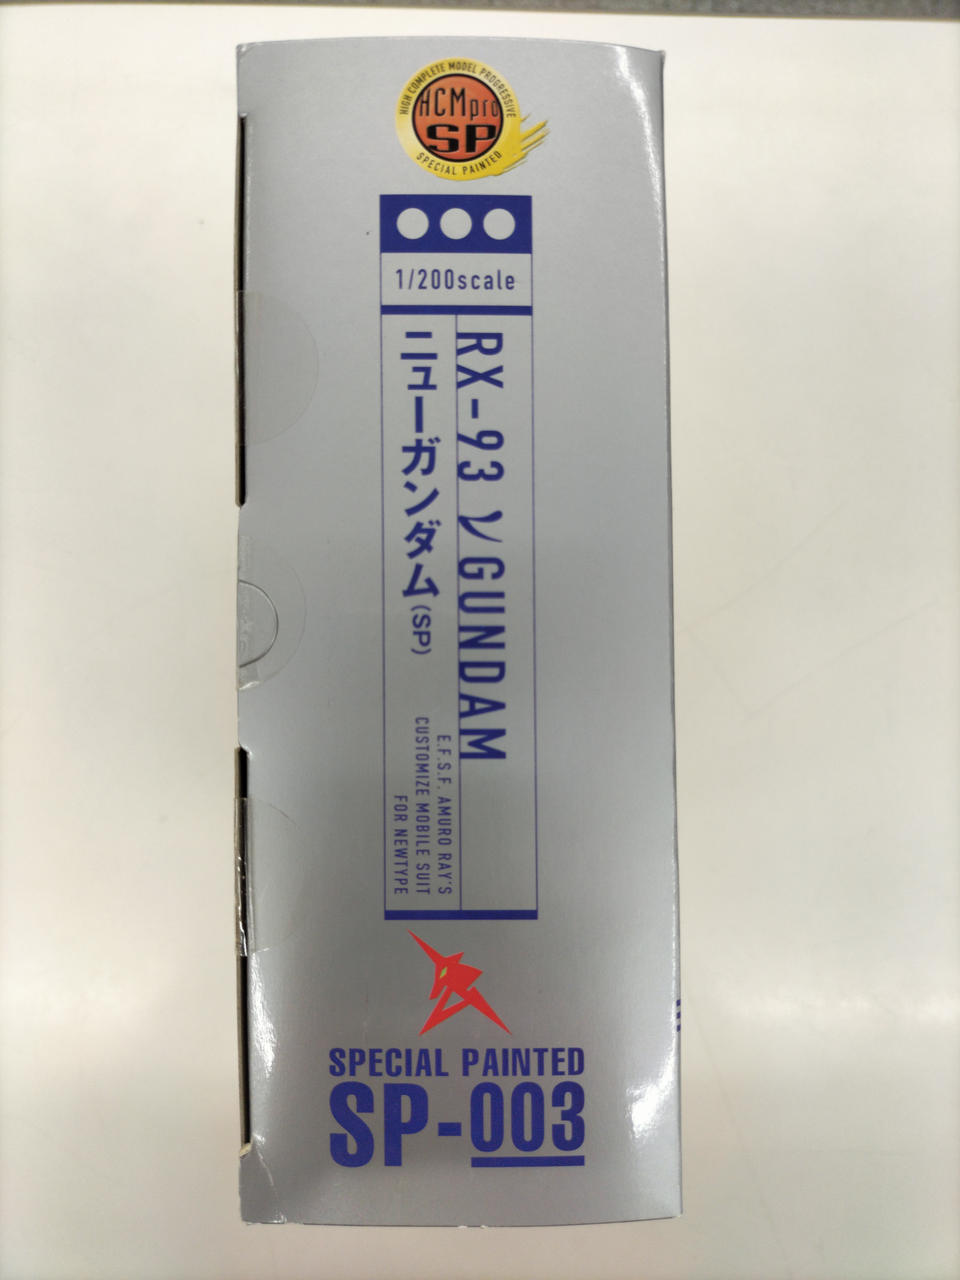 HIGH COMPLETE MODEL PROGRESSIVE
HCMpro
SP
SPECIAL PAINTED
1/200scale
RX-93 ν GUNDAM
ニューガンダム(SP)
E.F.S.F. AMURO RAY'S
CUSTOMIZE MOBILE SUIT
FOR NEWTYPE
SPECIAL PAINTED
SP-003